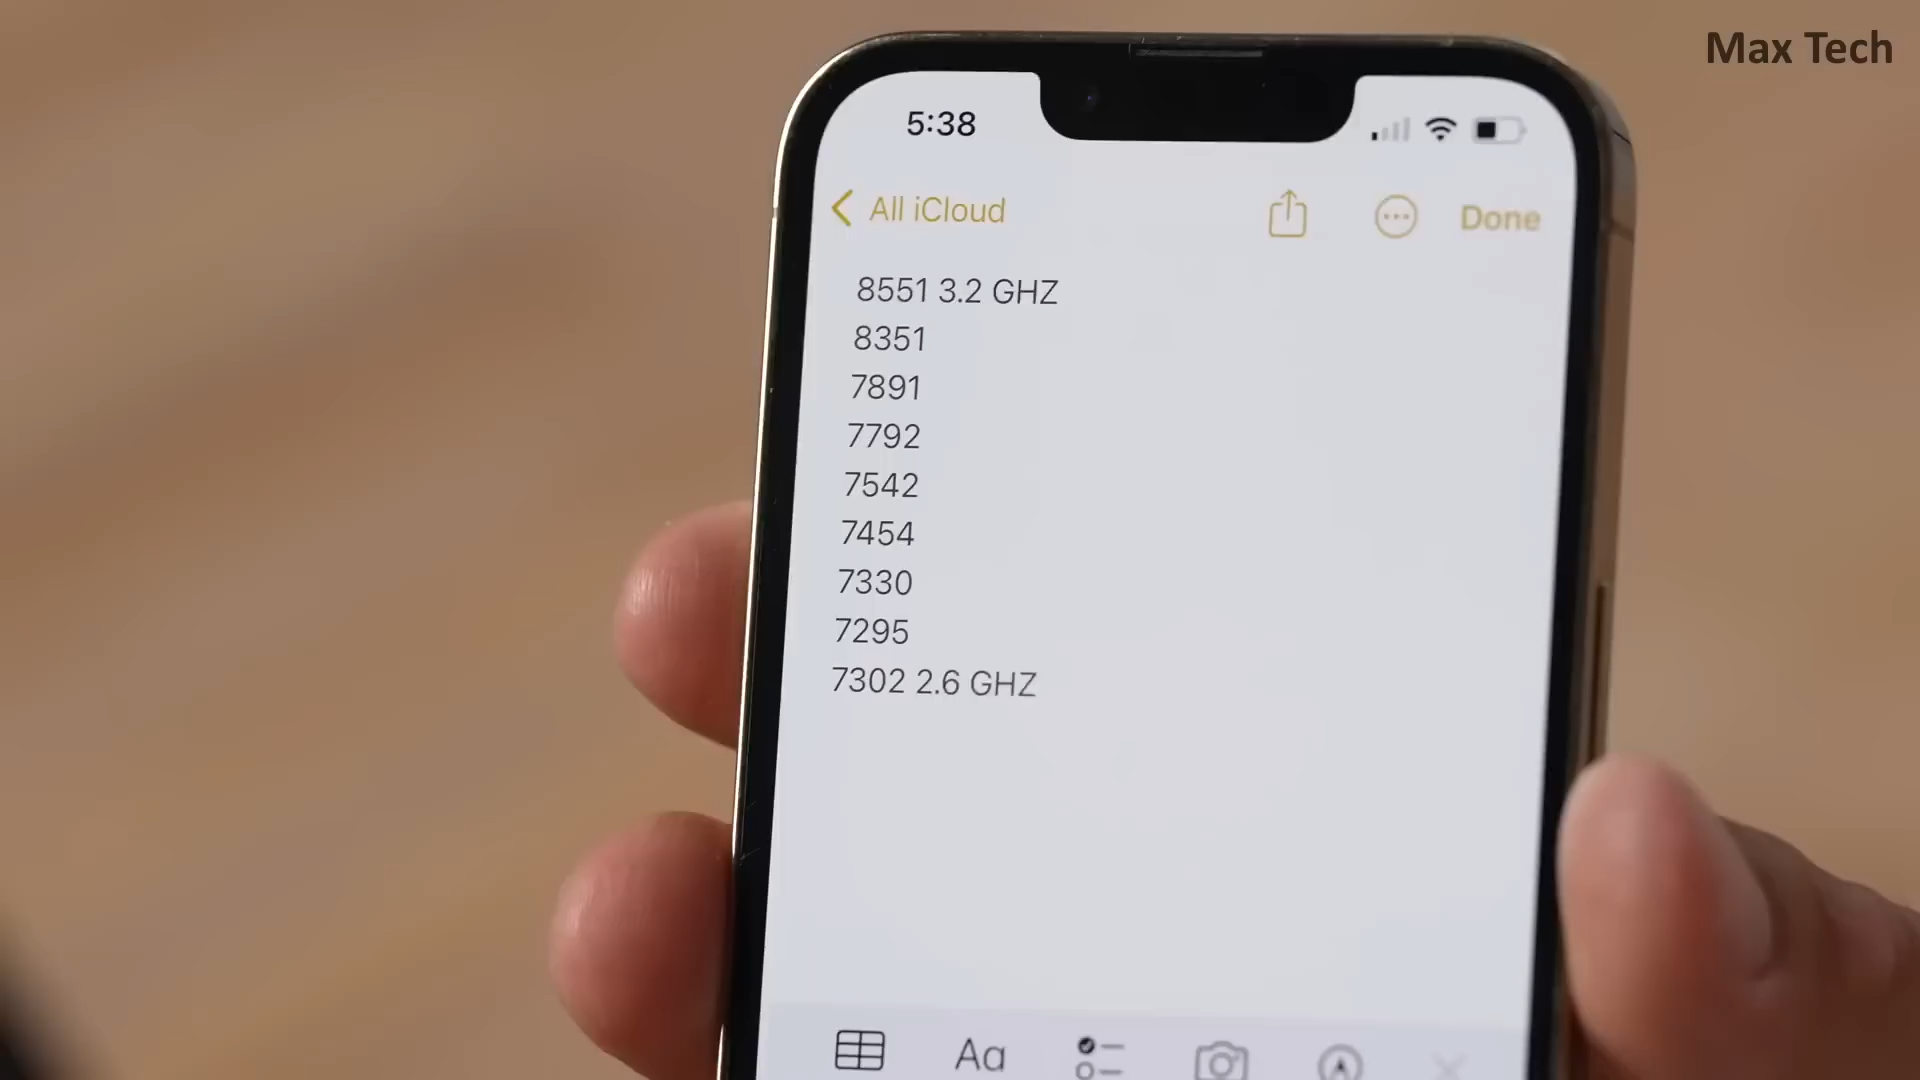 Max Tech
5:38
All iCloud
Done
8551 3.2 GHZ
8351
7891
7792
7542
7454
7330
7295
7302 2.6 GHZ
Aa